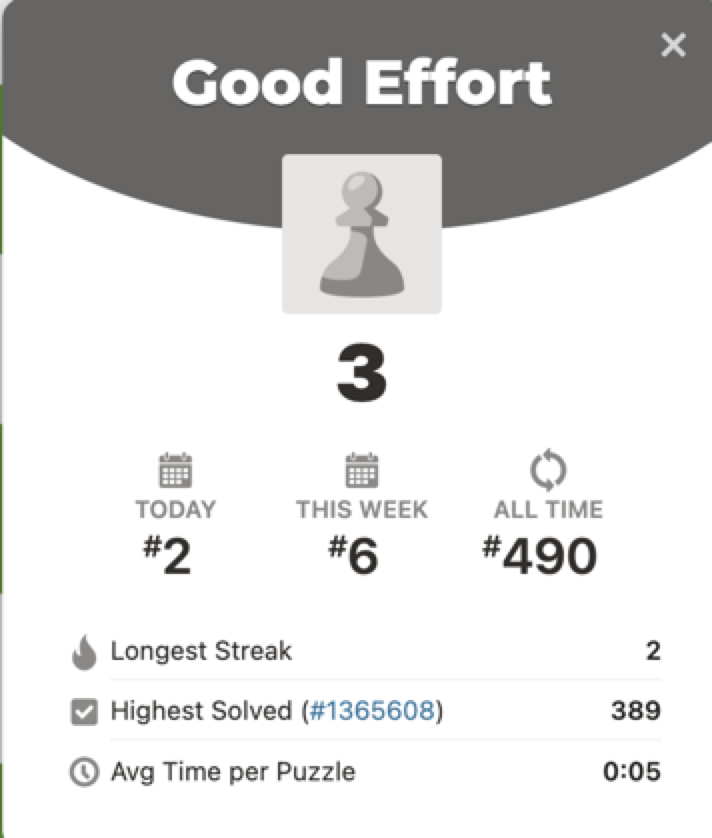 Good Effort
3
TODAY THIS WEEK ALL TIME
#2 #6 #490
Longest Streak 2
Highest Solved (#1365608) 389
Avg Time per Puzzle 0:05